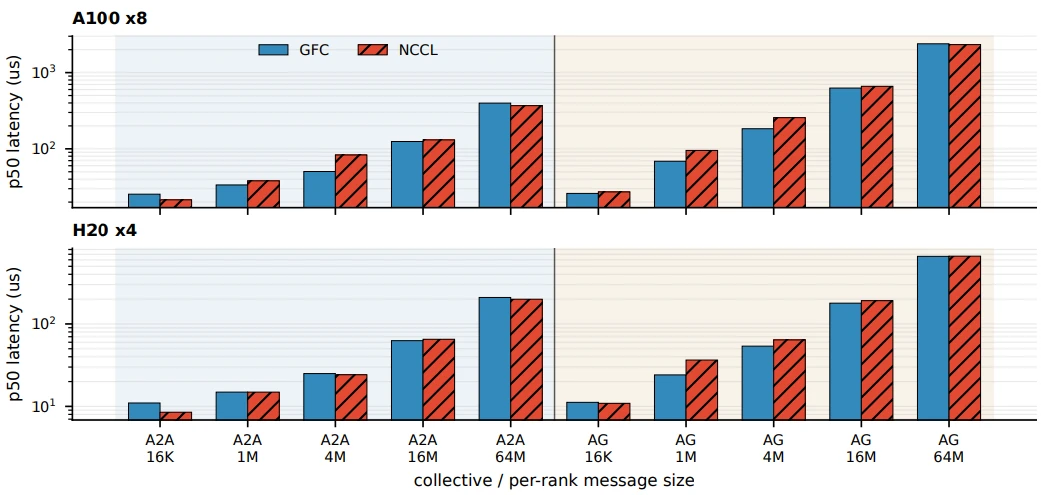 A100 x8
GFC NCCL
p50 latency (us)
10³
10²
H20 x4
p50 latency (us)
10²
10¹
A2A A2A A2A A2A A2A AG AG AG AG AG
16K 1M 4M 16M 64M 16K 1M 4M 16M 64M
collective / per-rank message size